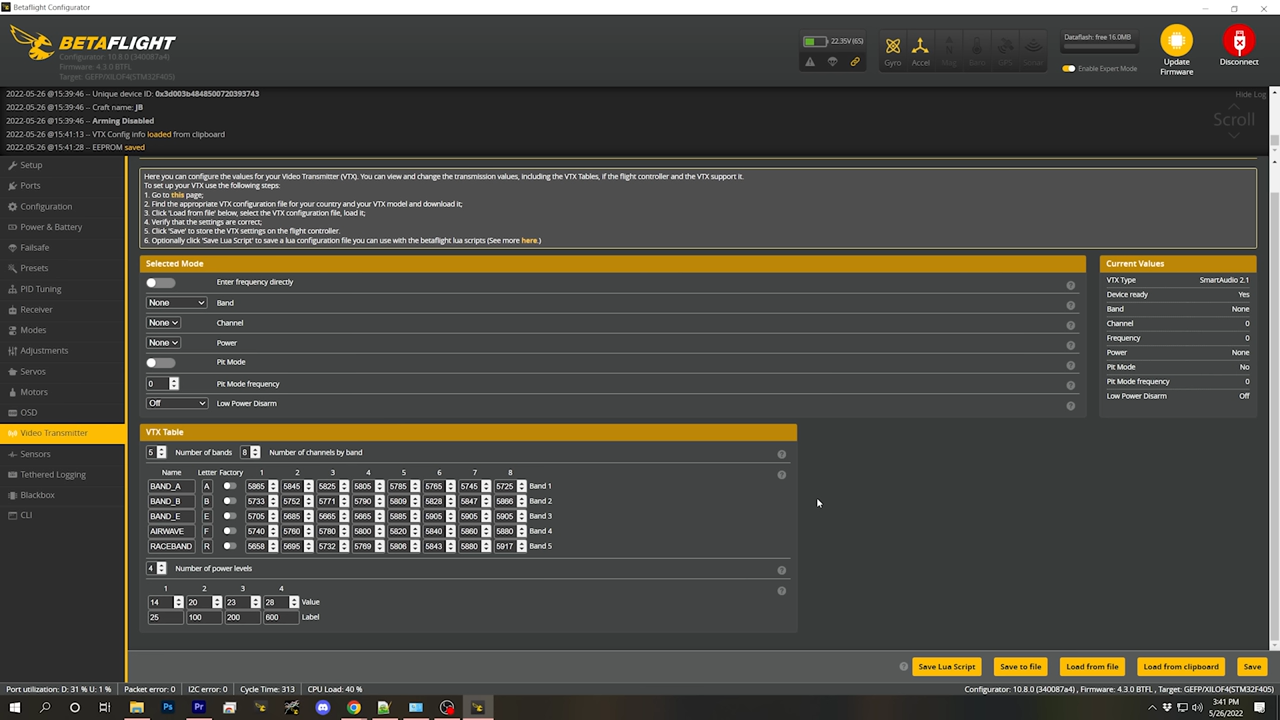 Betaflight Configurator
BETAFLIGHT
Configurator: 10.8.0 (340087a4)
Firmware: 4.3.0 BTFL
Target: GEFP/XILOF4(STM32F405)
22.35V (6S)
Gyro Accel Mag Baro GPS Sonar
Dataflash: free 16.0MB
Enable Expert Mode
Update Firmware
Disconnect
2022-05-26 @15:39:46 -- Unique device ID: 0x3d003b4848500720393743
Hide Log
2022-05-26 @15:39:46 -- Craft name: JB
2022-05-26 @15:39:46 -- Arming Disabled
2022-05-26 @15:41:13 -- VTX Config info loaded from clipboard
2022-05-26 @15:41:28 -- EEPROM saved
Scroll
Setup
Ports
Configuration
Power & Battery
Failsafe
Presets
PID Tuning
Receiver
Modes
Adjustments
Servos
Motors
OSD
Video Transmitter
Sensors
Tethered Logging
Blackbox
CLI
Here you can configure the values for your Video Transmitter (VTX). You can view and change the transmission values, including the VTX Tables, if the flight controller and the VTX support it.
To set up your VTX use the following steps:
1. Go to this page;
2. Find the appropriate VTX configuration file for your country and your VTX model and download it;
3. Click 'Load from file' below, select the VTX configuration file, load it;
4. Verify that the settings are correct;
5. Click 'Save' to store the VTX settings on the flight controller.
6. Optionally click 'Save Lua Script' to save a lua configuration file you can use with the betaflight lua scripts (See more here.)
Selected Mode
Enter frequency directly
None Band
None Channel
None Power
Pit Mode
0 Pit Mode frequency
Off Low Power Disarm
Current Values
VTX Type SmartAudio 2.1
Device ready Yes
Band None
Channel 0
Frequency 0
Power None
Pit Mode No
Pit Mode frequency 0
Low Power Disarm Off
VTX Table
5 Number of bands 8 Number of channels by band
Name Letter Factory 1 2 3 4 5 6 7 8
BAND_A A 5865 5845 5825 5805 5785 5765 5745 5725 Band 1
BAND_B B 5733 5752 5771 5790 5809 5828 5847 5866 Band 2
BAND_E E 5705 5685 5665 5665 5885 5905 5905 5905 Band 3
AIRWAVE F 5740 5760 5780 5800 5820 5840 5860 5880 Band 4
RACEBAND R 5658 5695 5732 5769 5806 5843 5880 5917 Band 5
4 Number of power levels
1 2 3 4
14 20 23 28 Value
25 100 200 600 Label
Save Lua Script Save to file Load from file Load from clipboard Save
Port utilization: D: 31 % U: 1 % Packet error: 0 I2C error: 0 Cycle Time: 313 CPU Load: 40 %
Configurator: 10.8.0 (340087a4), Firmware: 4.3.0 BTFL, Target: GEFP/XILOF4(STM32F405)
3:41 PM
5/26/2022